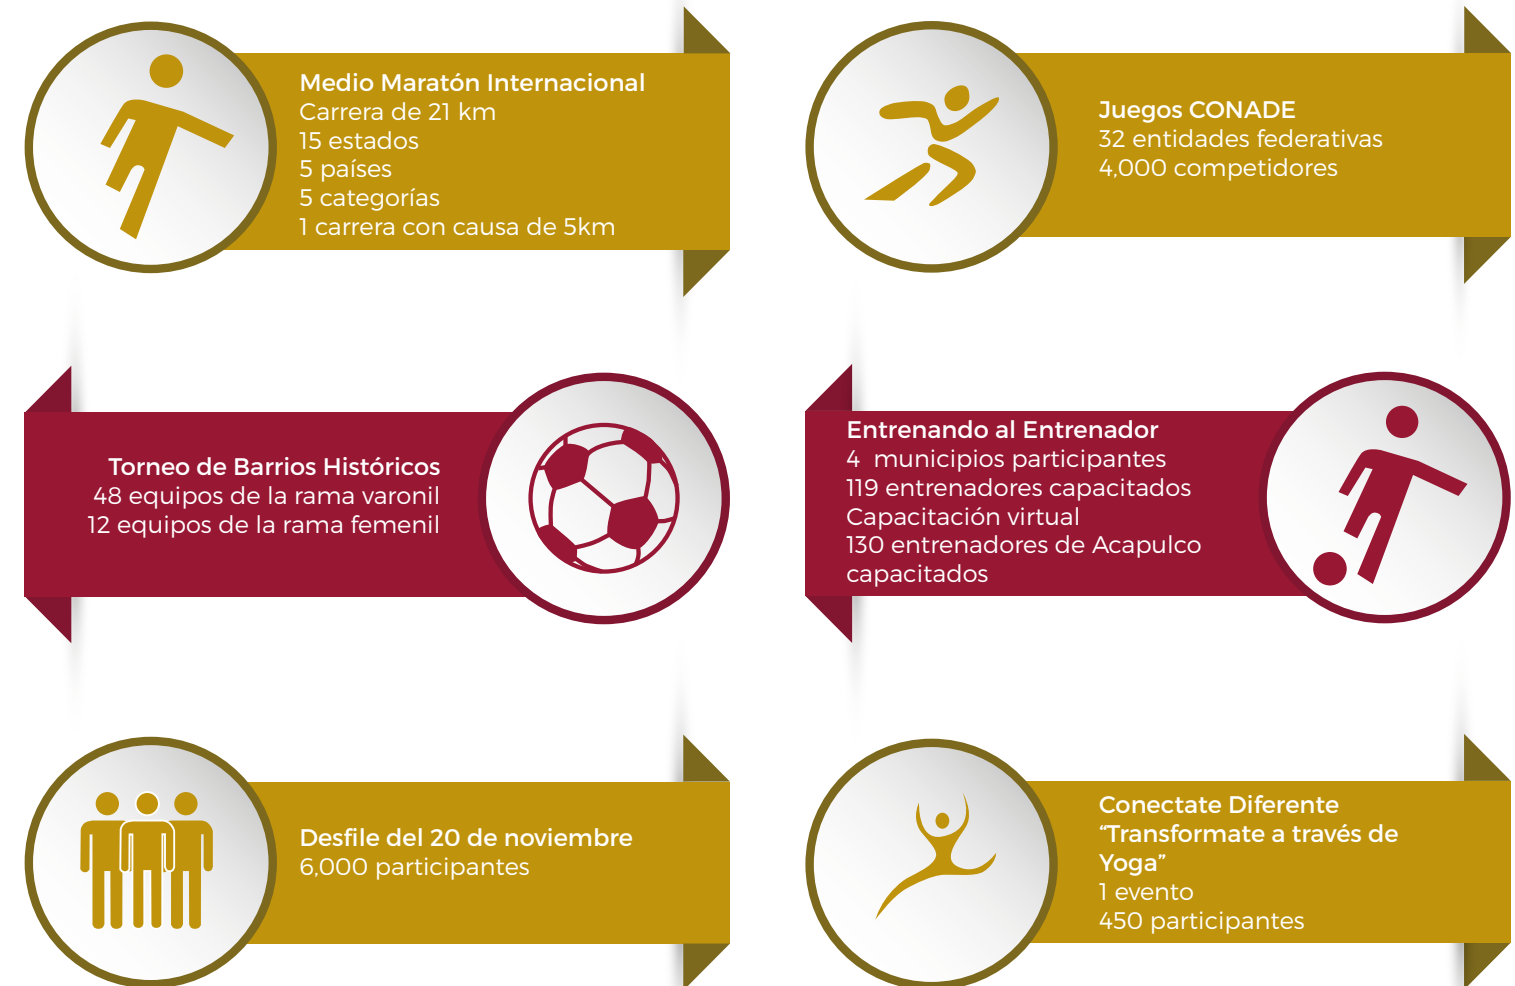 Medio Maratón Internacional
Carrera de 21 km
15 estados
5 países
5 categorías
1 carrera con causa de 5km
Juegos CONADE
32 entidades federativas
4,000 competidores
Torneo de Barrios Históricos
48 equipos de la rama varonil
12 equipos de la rama femenil
Entrenando al Entrenador
4 municipios participantes
119 entrenadores capacitados
Capacitación virtual
130 entrenadores de Acapulco
capacitados
Desfile del 20 de noviembre
6,000 participantes
Conectate Diferente
“Transformate a través de
Yoga”
1 evento
450 participantes